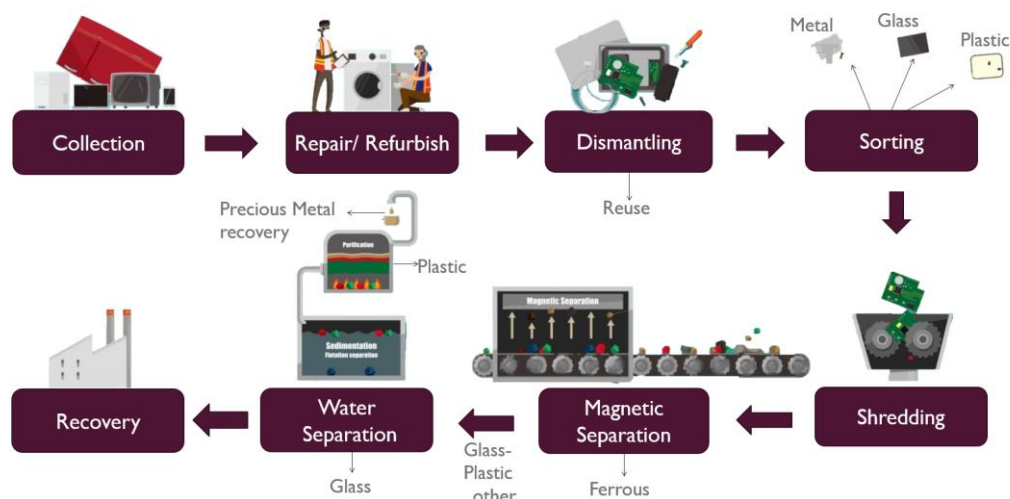 Metal
Glass
Plastic
Collection
Repair/ Refurbish
Dismantling
Sorting
Reuse
Precious Metal
recovery
Purification
Plastic
Sedimentation
Flotation separation
Magnetic Separation
Recovery
Water
Separation
Magnetic
Separation
Shredding
Glass-
Plastic
other
Glass
Ferrous